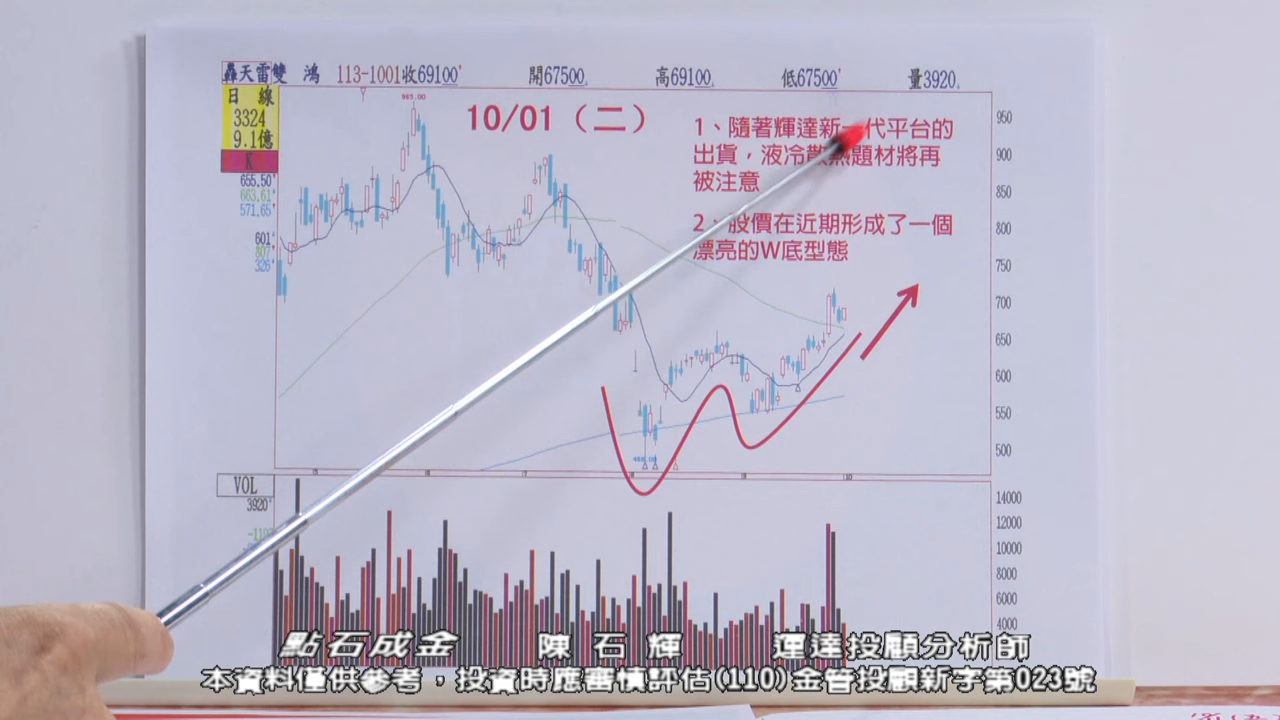 轟天雷雙 鴻 113-1001收69100 開67500 高69100 低67500 量3920
日 線
3324
9.1億
K
655.50
663.61
571.65
601
807
326
965.00
10/01（二）
1、隨著輝達新一代平台的
出貨，液冷散熱題材將再
被注意
2、股價在近期形成了一個
漂亮的W底型態
950
900
850
800
750
700
650
600
550
500
VOL
3920
14000
12000
10000
8000
6000
4000
點石成金 陳石輝 運達投顧分析師
本資料僅供參考，投資時應審慎評估(110)金管投顧新字第023號